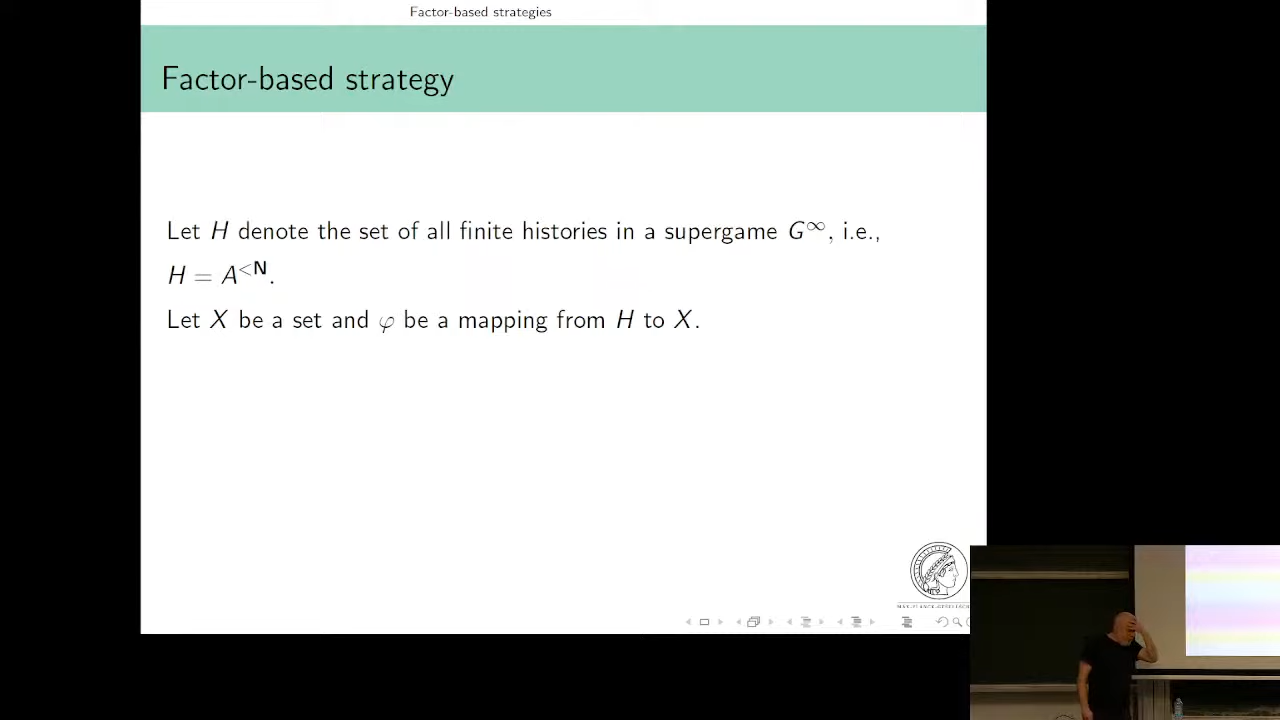 Factor-based strategies
Factor-based strategy
Let H denote the set of all finite histories in a supergame G^∞, i.e.,
H = A^{<N}.
Let X be a set and φ be a mapping from H to X.